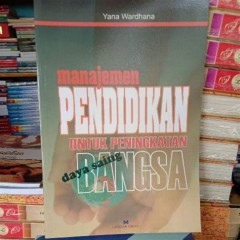 Yana Wardhana
manajemen
PENDIDIKAN
UNTUK PENINGKATAN
daya saing
BANGSA